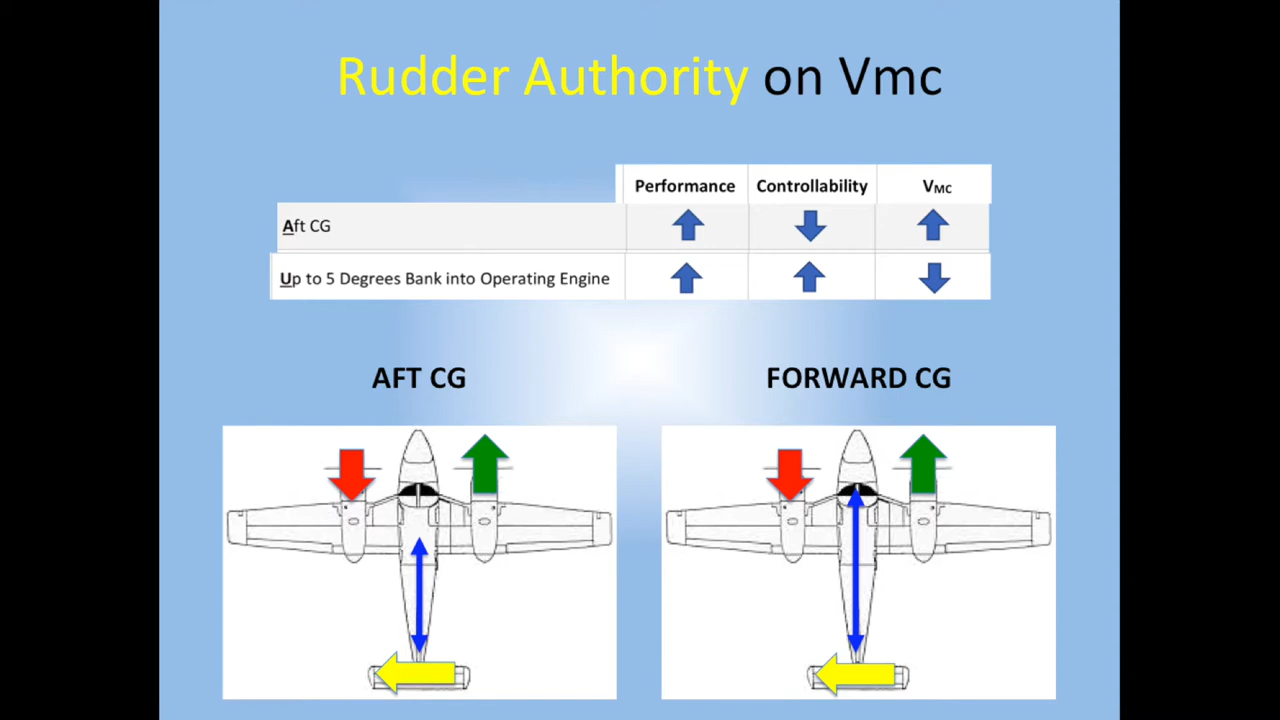 Rudder Authority on Vmc
Performance Controllability VMC
Aft CG
Up to 5 Degrees Bank into Operating Engine
AFT CG
FORWARD CG